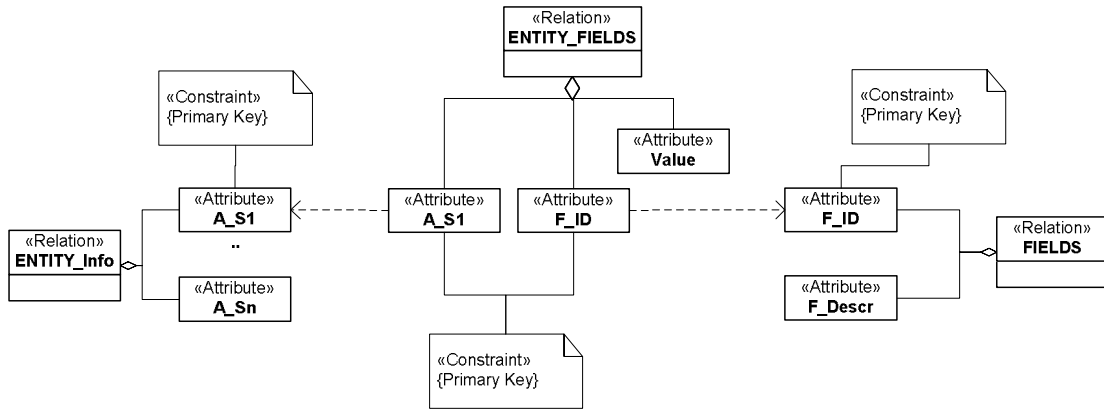 «Relation»
ENTITY_FIELDS
«Constraint»
{Primary Key}
«Constraint»
{Primary Key}
«Attribute»
Value
«Attribute»
A_S1
«Attribute»
A_S1
«Attribute»
F_ID
«Attribute»
F_ID
..
«Relation»
ENTITY_Info
«Relation»
FIELDS
«Attribute»
A_Sn
«Attribute»
F_Descr
«Constraint»
{Primary Key}